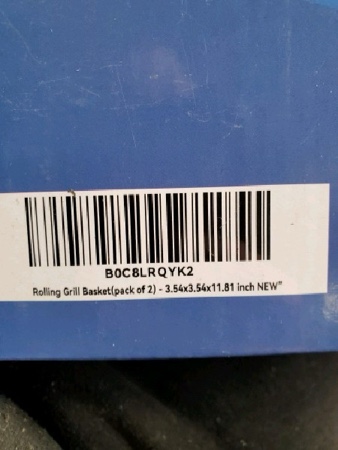 B0C8LRQYK2
Rolling Grill Basket(pack of 2) - 3.54x3.54x11.81 inch NEW"